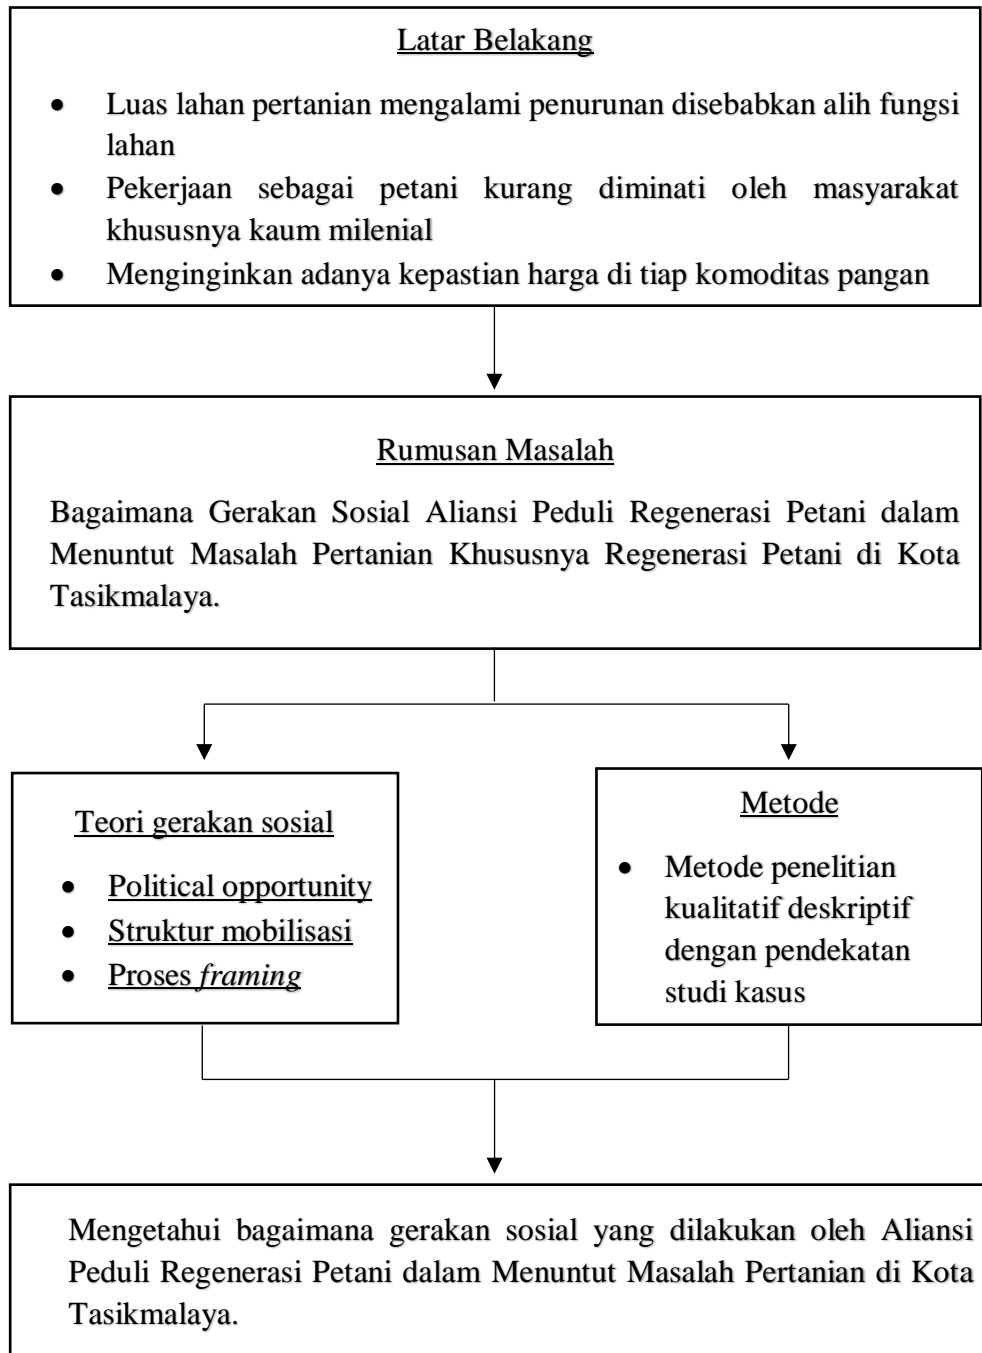 Latar Belakang
• Luas lahan pertanian mengalami penurunan disebabkan alih fungsi
lahan
• Pekerjaan sebagai petani kurang diminati oleh masyarakat
khususnya kaum milenial
• Menginginkan adanya kepastian harga di tiap komoditas pangan
Rumusan Masalah
Bagaimana Gerakan Sosial Aliansi Peduli Regenerasi Petani dalam
Menuntut Masalah Pertanian Khususnya Regenerasi Petani di Kota
Tasikmalaya.
Teori gerakan sosial
• Political opportunity
• Struktur mobilisasi
• Proses framing
Metode
• Metode penelitian
kualitatif deskriptif
dengan pendekatan
studi kasus
Mengetahui bagaimana gerakan sosial yang dilakukan oleh Aliansi
Peduli Regenerasi Petani dalam Menuntut Masalah Pertanian di Kota
Tasikmalaya.